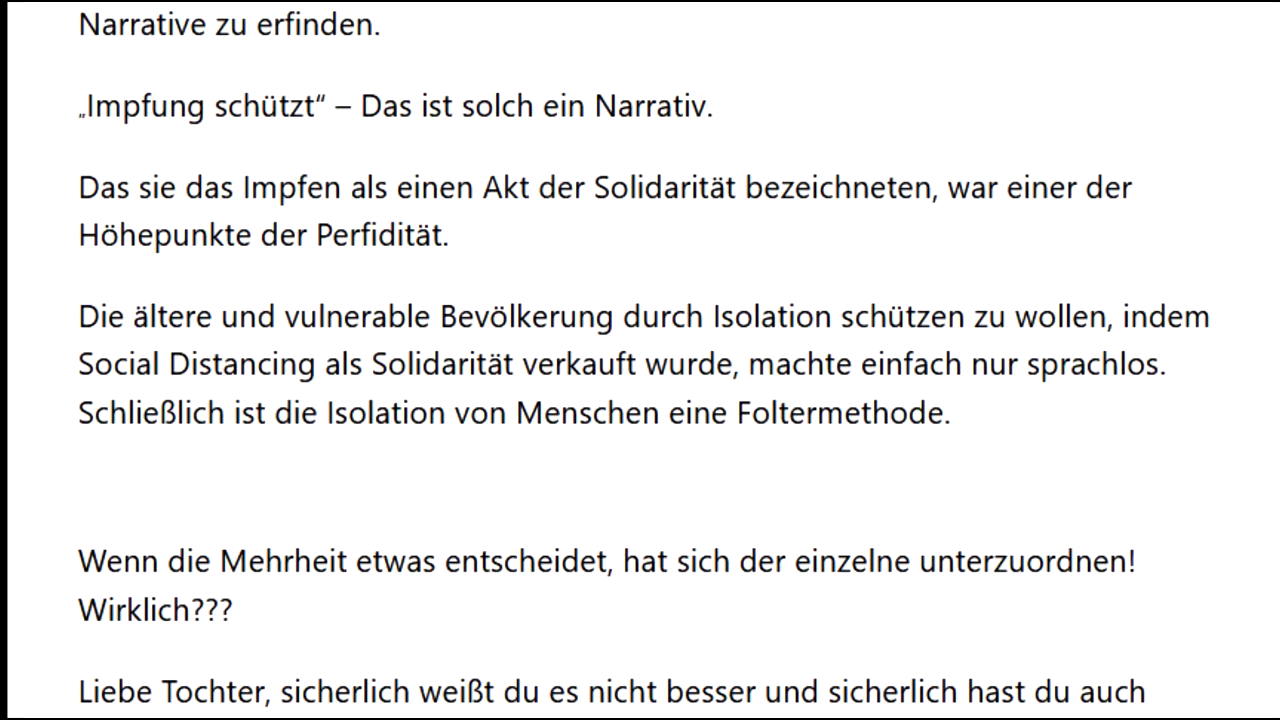 Narrative zu erfinden.
„Impfung schützt“ – Das ist solch ein Narrativ.
Das sie das Impfen als einen Akt der Solidarität bezeichneten, war einer der
Höhepunkte der Perfidität.
Die ältere und vulnerable Bevölkerung durch Isolation schützen zu wollen, indem
Social Distancing als Solidarität verkauft wurde, machte einfach nur sprachlos.
Schließlich ist die Isolation von Menschen eine Foltermethode.
Wenn die Mehrheit etwas entscheidet, hat sich der einzelne unterzuordnen!
Wirklich???
Liebe Tochter, sicherlich weißt du es nicht besser und sicherlich hast du auch